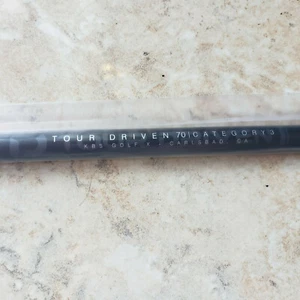 TOUR DRIVEN 70|CATEGORY 3
KBS GOLF • CARLSBAD, CA